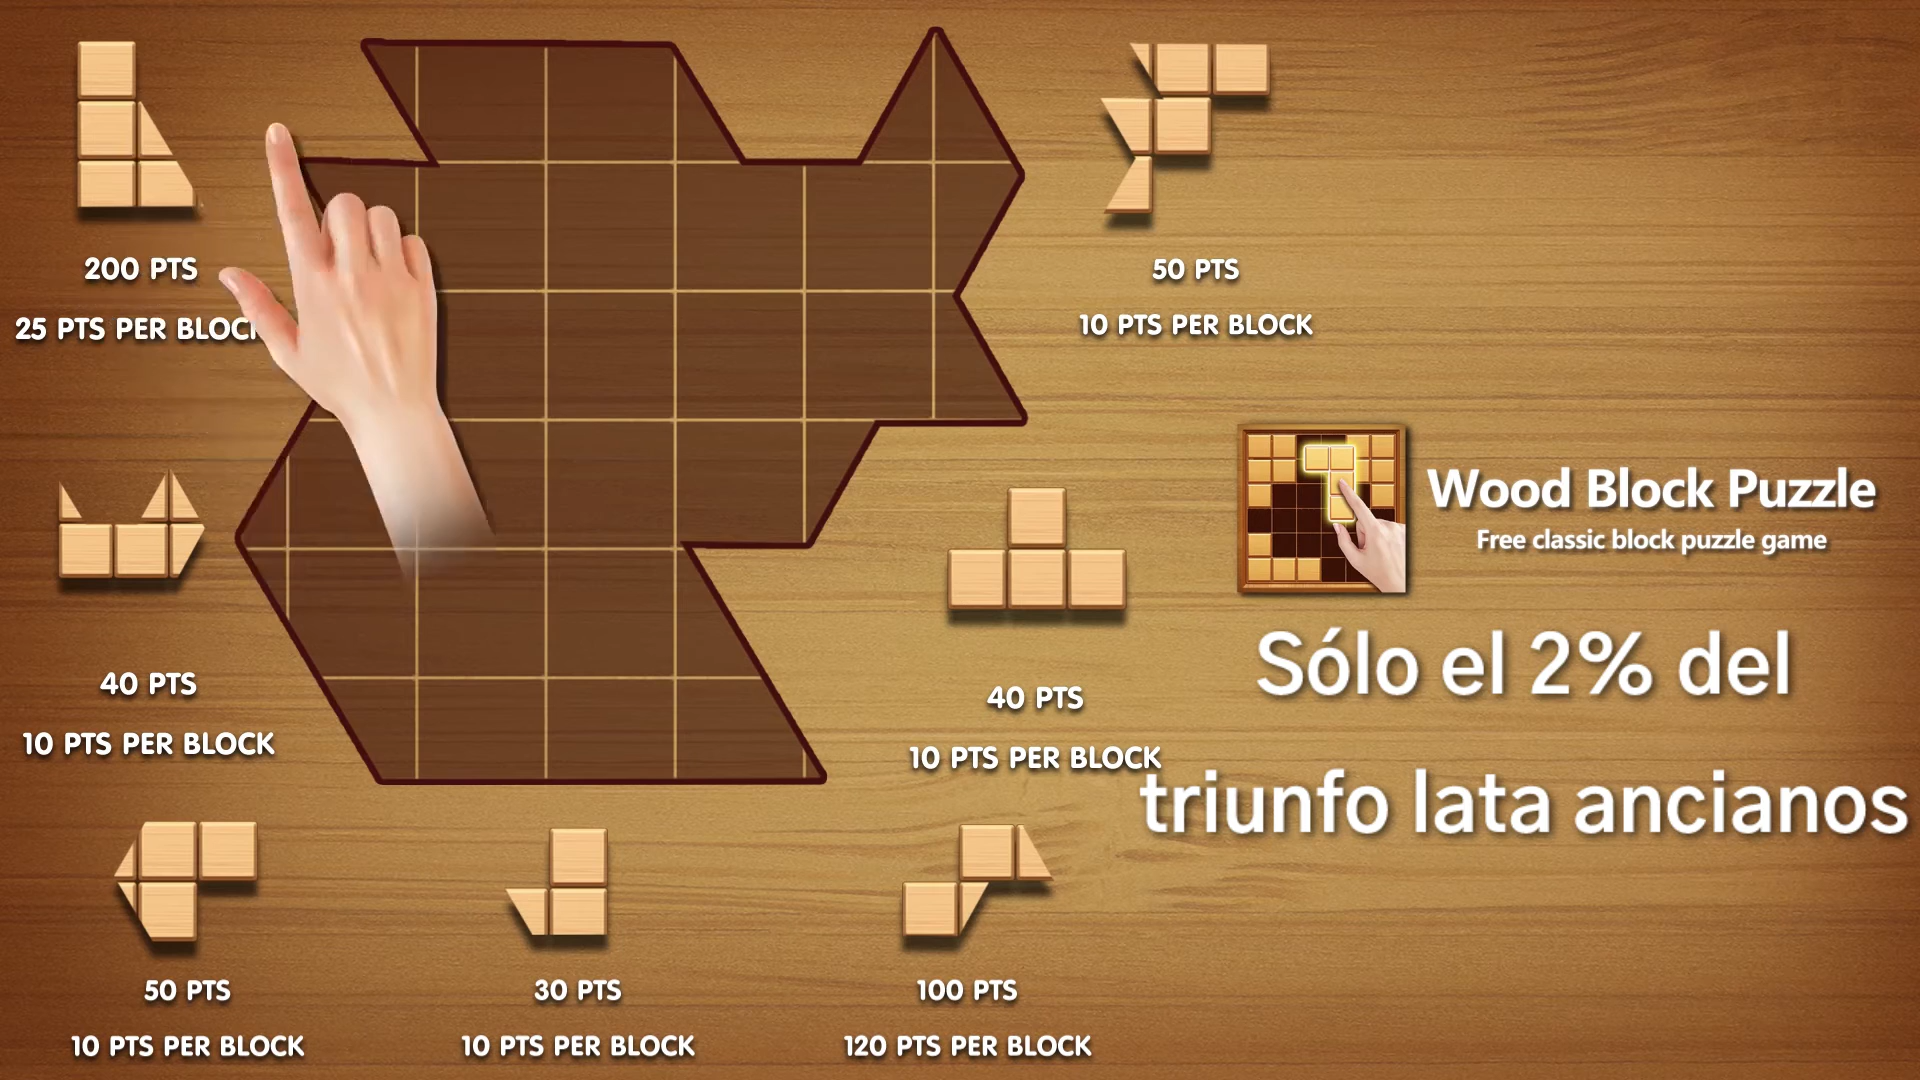 200 PTS
25 PTS PER BLOCK
50 PTS
10 PTS PER BLOCK
Wood Block Puzzle
Free classic block puzzle game
Sólo el 2% del
triunfo lata ancianos
40 PTS
10 PTS PER BLOCK
40 PTS
10 PTS PER BLOCK
50 PTS
10 PTS PER BLOCK
30 PTS
10 PTS PER BLOCK
100 PTS
120 PTS PER BLOCK